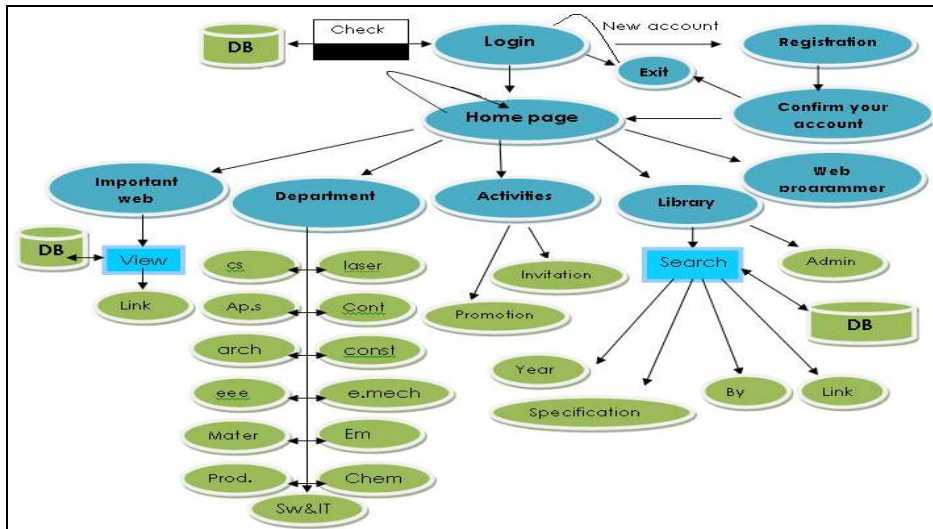 Check
New account
DB
Login
Registration
Exit
Home page
Confirm your
account
Important
web
Department
Activities
Library
Web
programmer
DB
View
Link
cs
laser
Ap.s
Cont
arch
const
eee
e.mech
Mater
Em
Prod.
Chem
Sw&IT
Invitation
Promotion
Search
Admin
DB
Year
Specification
By
Link